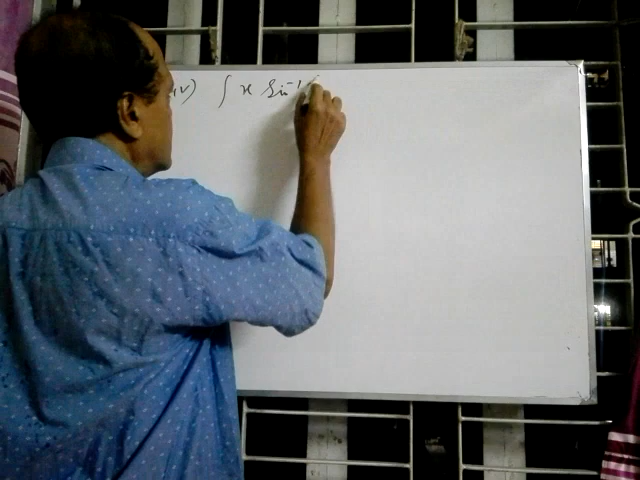 iv) ∫ x Sin⁻¹